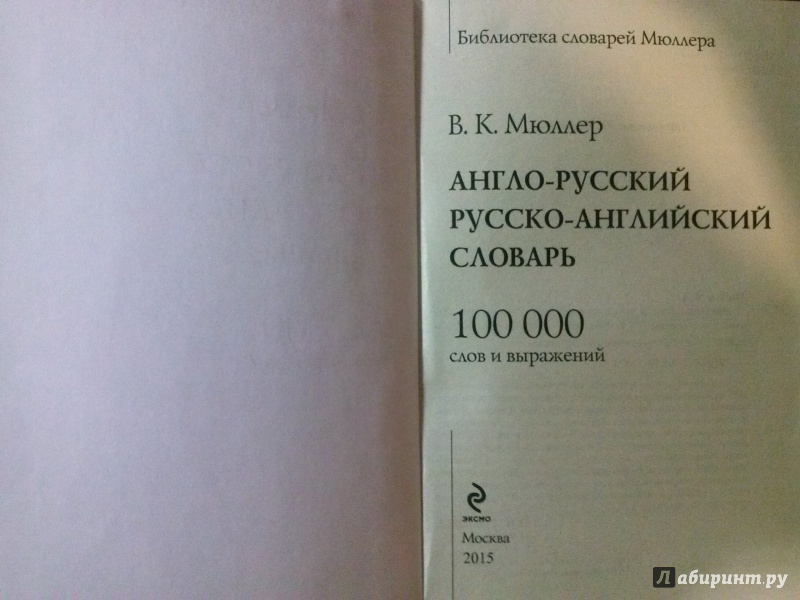 Библиотека словарей Мюллера
В. К. Мюллер
АНГЛО-РУССКИЙ
РУССКО-АНГЛИЙСКИЙ
СЛОВАРЬ
100 000
слов и выражений
ЭКСМО
Москва
2015
Лабиринт.ру